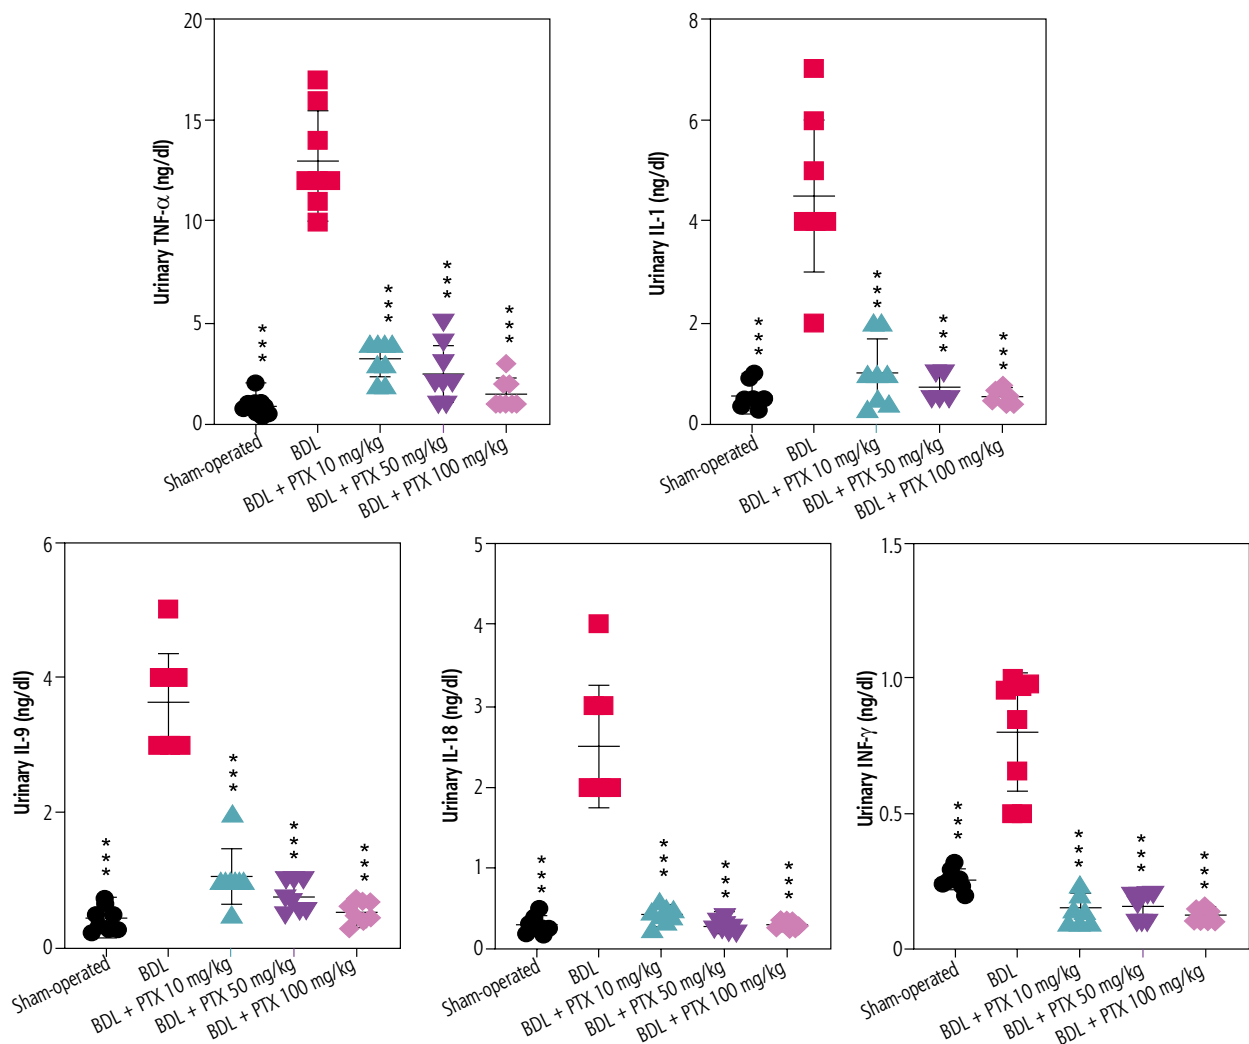 Urinary TNF-α (ng/dl)
20
15
10
5
0
***
***
***
***
Sham-operated
BDL
BDL + PTX 10 mg/kg
BDL + PTX 50 mg/kg
BDL + PTX 100 mg/kg
Urinary IL-1 (ng/dl)
8
6
4
2
0
***
***
***
***
Sham-operated
BDL
BDL + PTX 10 mg/kg
BDL + PTX 50 mg/kg
BDL + PTX 100 mg/kg
Urinary IL-9 (ng/dl)
6
4
2
0
***
***
***
***
Sham-operated
BDL
BDL + PTX 10 mg/kg
BDL + PTX 50 mg/kg
BDL + PTX 100 mg/kg
Urinary IL-18 (ng/dl)
5
4
3
2
1
0
***
***
***
***
Sham-operated
BDL
BDL + PTX 10 mg/kg
BDL + PTX 50 mg/kg
BDL + PTX 100 mg/kg
Urinary INF-γ (ng/dl)
1.5
1.0
0.5
0
***
***
***
***
Sham-operated
BDL
BDL + PTX 10 mg/kg
BDL + PTX 50 mg/kg
BDL + PTX 100 mg/kg